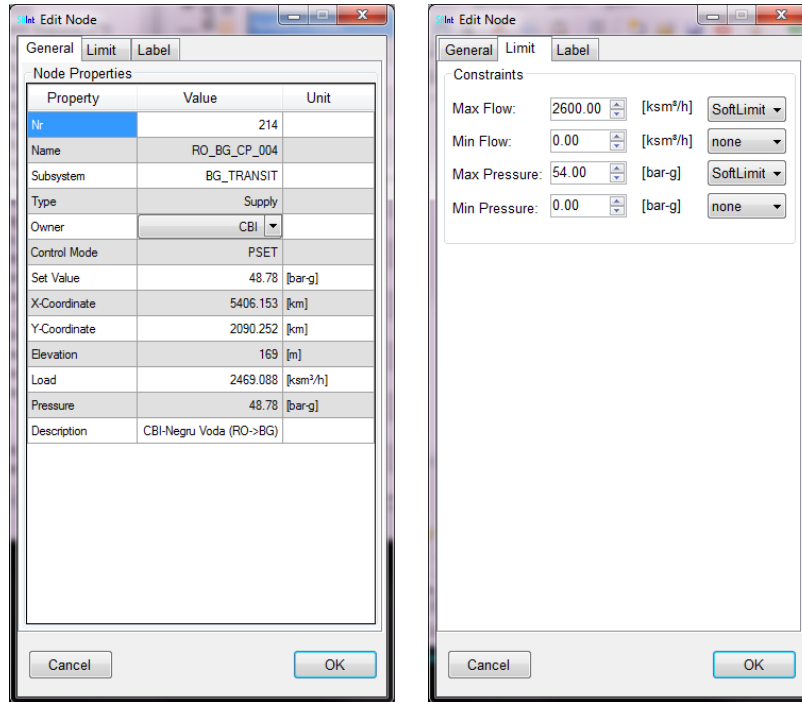 Edit Node
General Limit Label
Node Properties
Property Value Unit
Nr 214
Name RO_BG_CP_004
Subsystem BG_TRANSIT
Type Supply
Owner CBI
Control Mode PSET
Set Value 48.78 [bar-g]
X-Coordinate 5406.153 [km]
Y-Coordinate 2090.252 [km]
Elevation 169 [m]
Load 2469.088 [ksm³/h]
Pressure 48.78 [bar-g]
Description CBI-Negru Voda (RO->BG)
Cancel OK
Edit Node
General Limit Label
Constraints
Max Flow: 2600.00 [ksm³/h] SoftLimit
Min Flow: 0.00 [ksm³/h] none
Max Pressure: 54.00 [bar-g] SoftLimit
Min Pressure: 0.00 [bar-g] none
Cancel OK